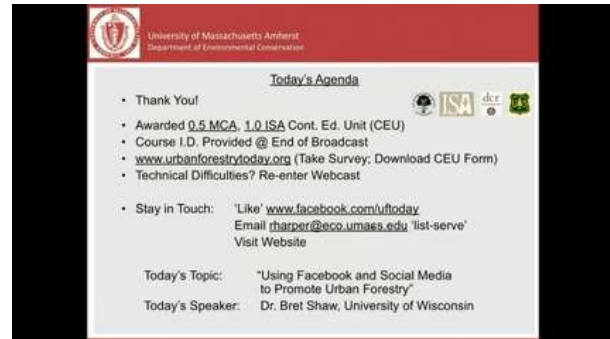 University of Massachusetts Amherst
Department of Environmental Conservation
Today's Agenda
• Thank You!
ISA
dcr
• Awarded 0.5 MCA, 1.0 ISA Cont. Ed. Unit (CEU)
• Course I.D. Provided @ End of Broadcast
• www.urbanforestrytoday.org (Take Survey; Download CEU Form)
• Technical Difficulties? Re-enter Webcast
• Stay in Touch: 'Like' www.facebook.com/uftoday
Email rharper@eco.umass.edu 'list-serve'
Visit Website
Today's Topic: "Using Facebook and Social Media
to Promote Urban Forestry"
Today's Speaker: Dr. Bret Shaw, University of Wisconsin